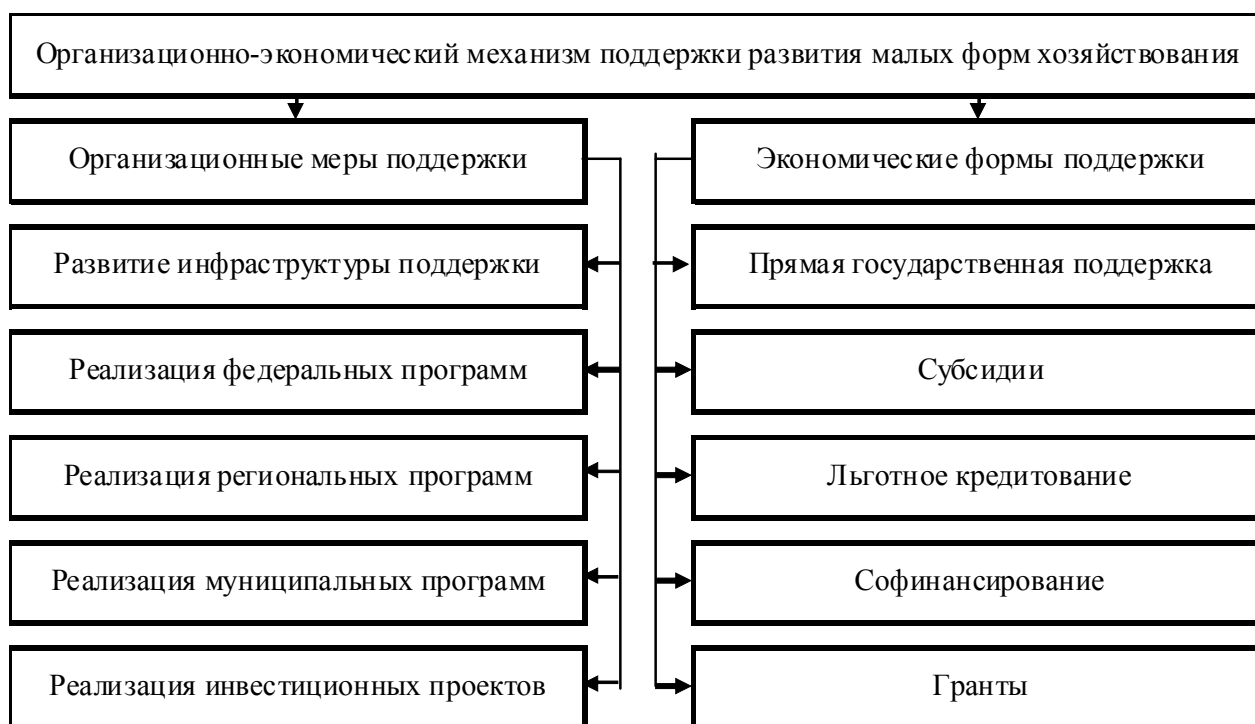 Организационно-экономический механизм поддержки развития малых форм хозяйствования
Организационные меры поддержки
Экономические формы поддержки
Развитие инфраструктуры поддержки
Прямая государственная поддержка
Реализация федеральных программ
Субсидии
Реализация региональных программ
Льготное кредитование
Реализация муниципальных программ
Софинансирование
Реализация инвестиционных проектов
Гранты